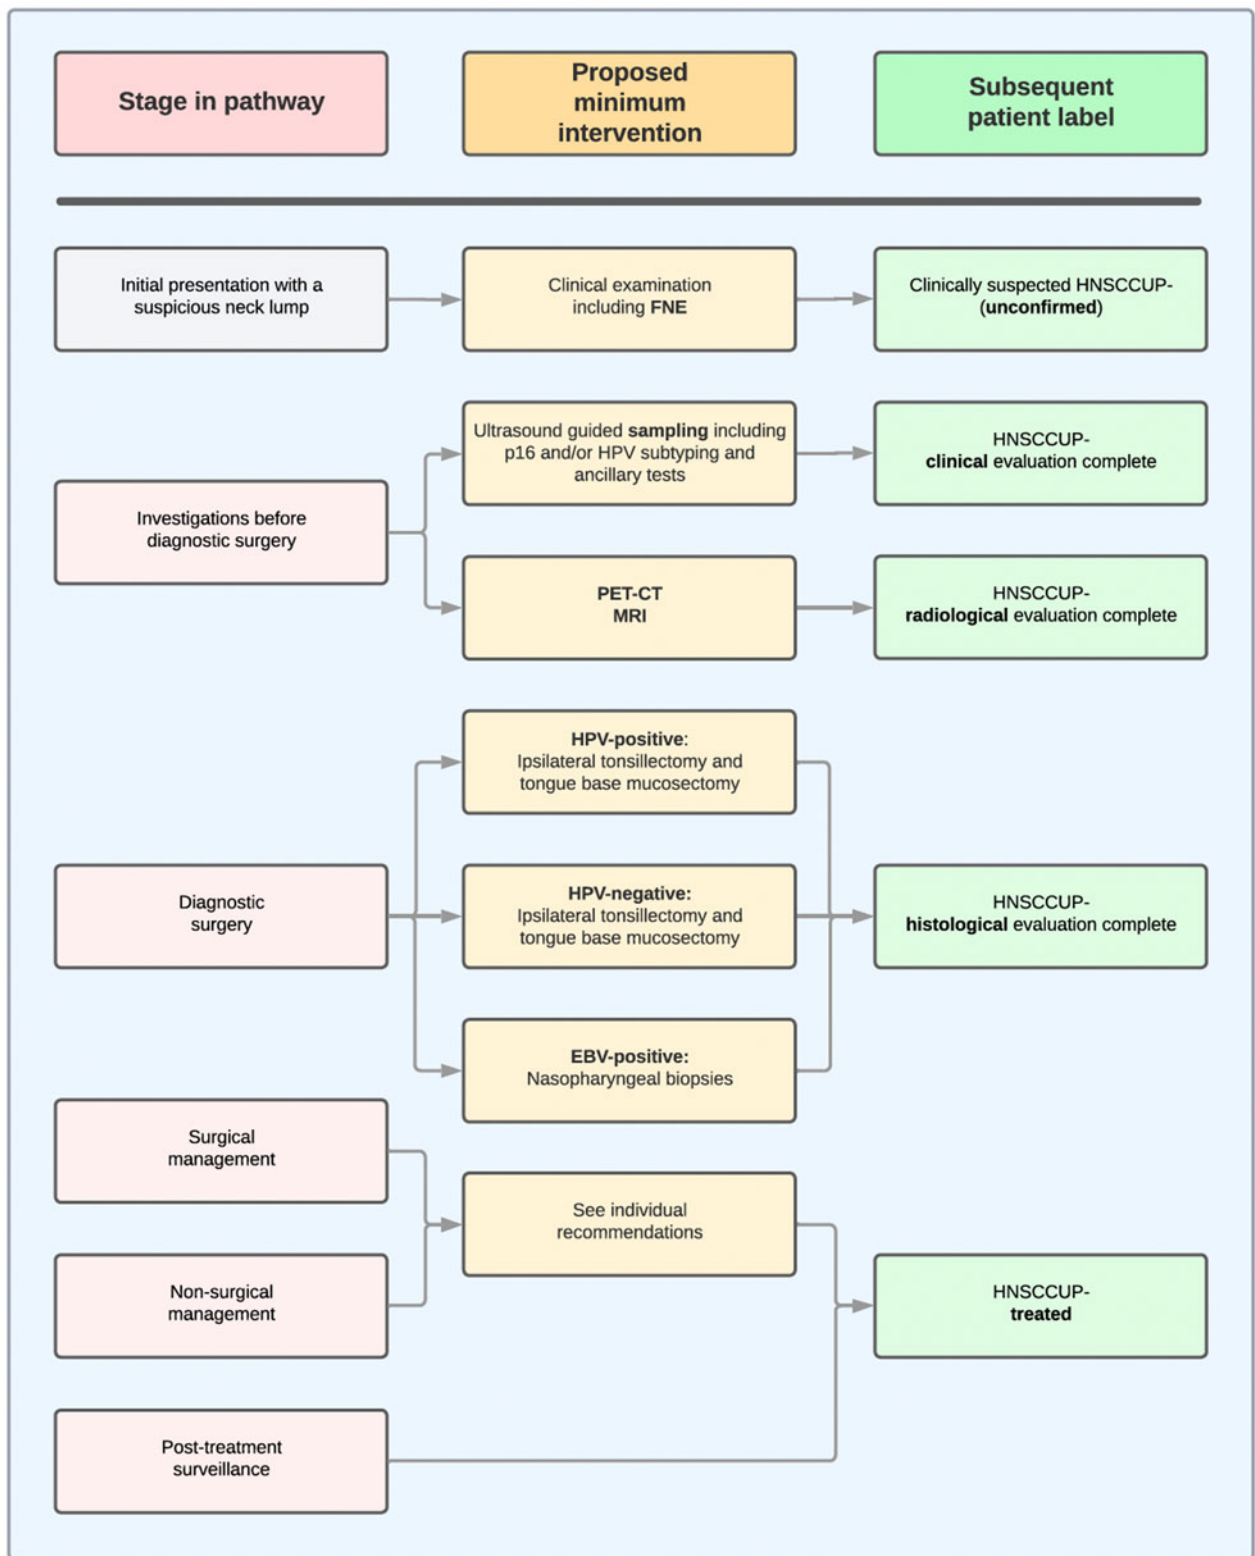 Stage in pathway
Proposed
minimum
intervention
Subsequent
patient label
Initial presentation with a
suspicious neck lump
Clinical examination
including FNE
Clinically suspected HNSCCUP-
(unconfirmed)
Investigations before
diagnostic surgery
Ultrasound guided sampling including
p16 and/or HPV subtyping and
ancillary tests
HNSCCUP-
clinical evaluation complete
PET-CT
MRI
HNSCCUP-
radiological evaluation complete
Diagnostic
surgery
HPV-positive:
Ipsilateral tonsillectomy and
tongue base mucosectomy
HPV-negative:
Ipsilateral tonsillectomy and
tongue base mucosectomy
EBV-positive:
Nasopharyngeal biopsies
HNSCCUP-
histological evaluation complete
Surgical
management
Non-surgical
management
See individual
recommendations
HNSCCUP-
treated
Post-treatment
surveillance